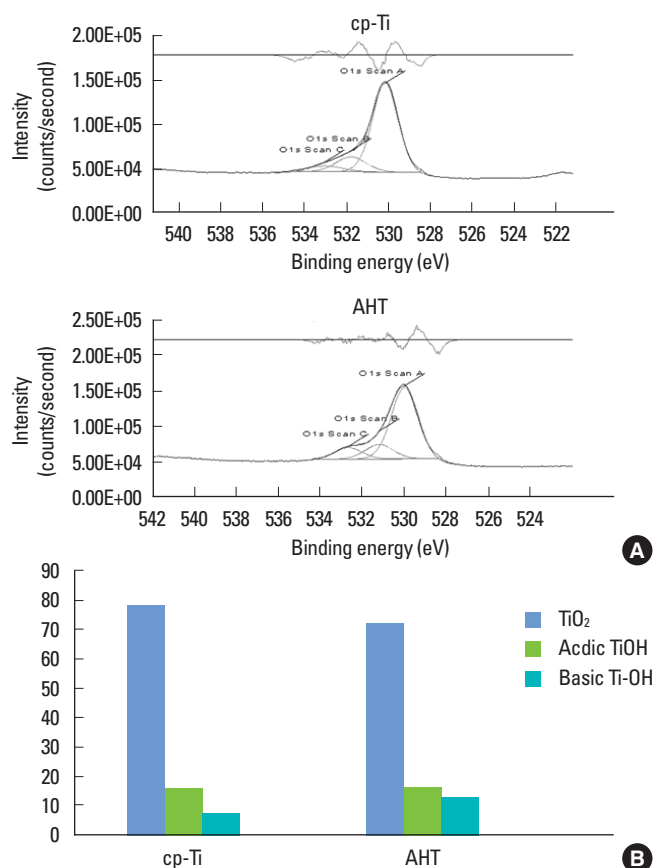 cp-Ti
2.00E+05
1.50E+05
1.00E+05
5.00E+04
0.00E+00
Intensity
(counts/second)
O1s Scan A
O1s Scan B
O1s Scan C
540 538 536 534 532 530 528 526 524 522
Binding energy (eV)
AHT
2.50E+05
2.00E+05
1.50E+05
1.00E+05
5.00E+04
0.00E+00
Intensity
(counts/second)
O1s Scan A
O1s Scan B
O1s Scan C
542 540 538 536 534 532 530 528 526 524
Binding energy (eV)
A
90
80
70
60
50
40
30
20
10
0
TiO₂
Acdic TiOH
Basic Ti-OH
cp-Ti AHT
B